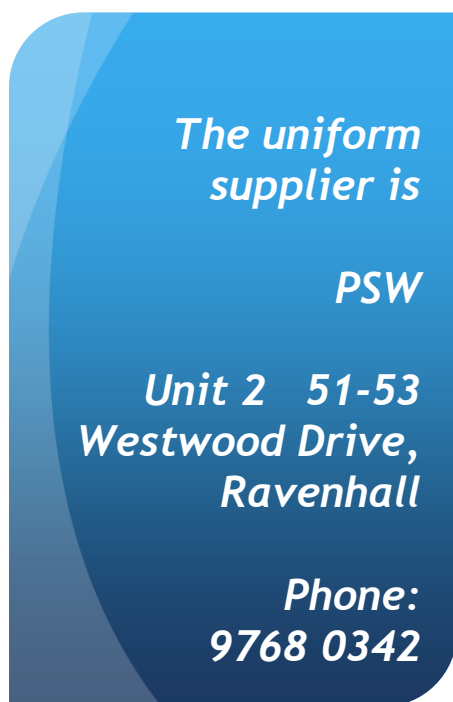 The uniform
supplier is
PSW
Unit 2   51-53
Westwood Drive,
Ravenhall
Phone:
9768 0342